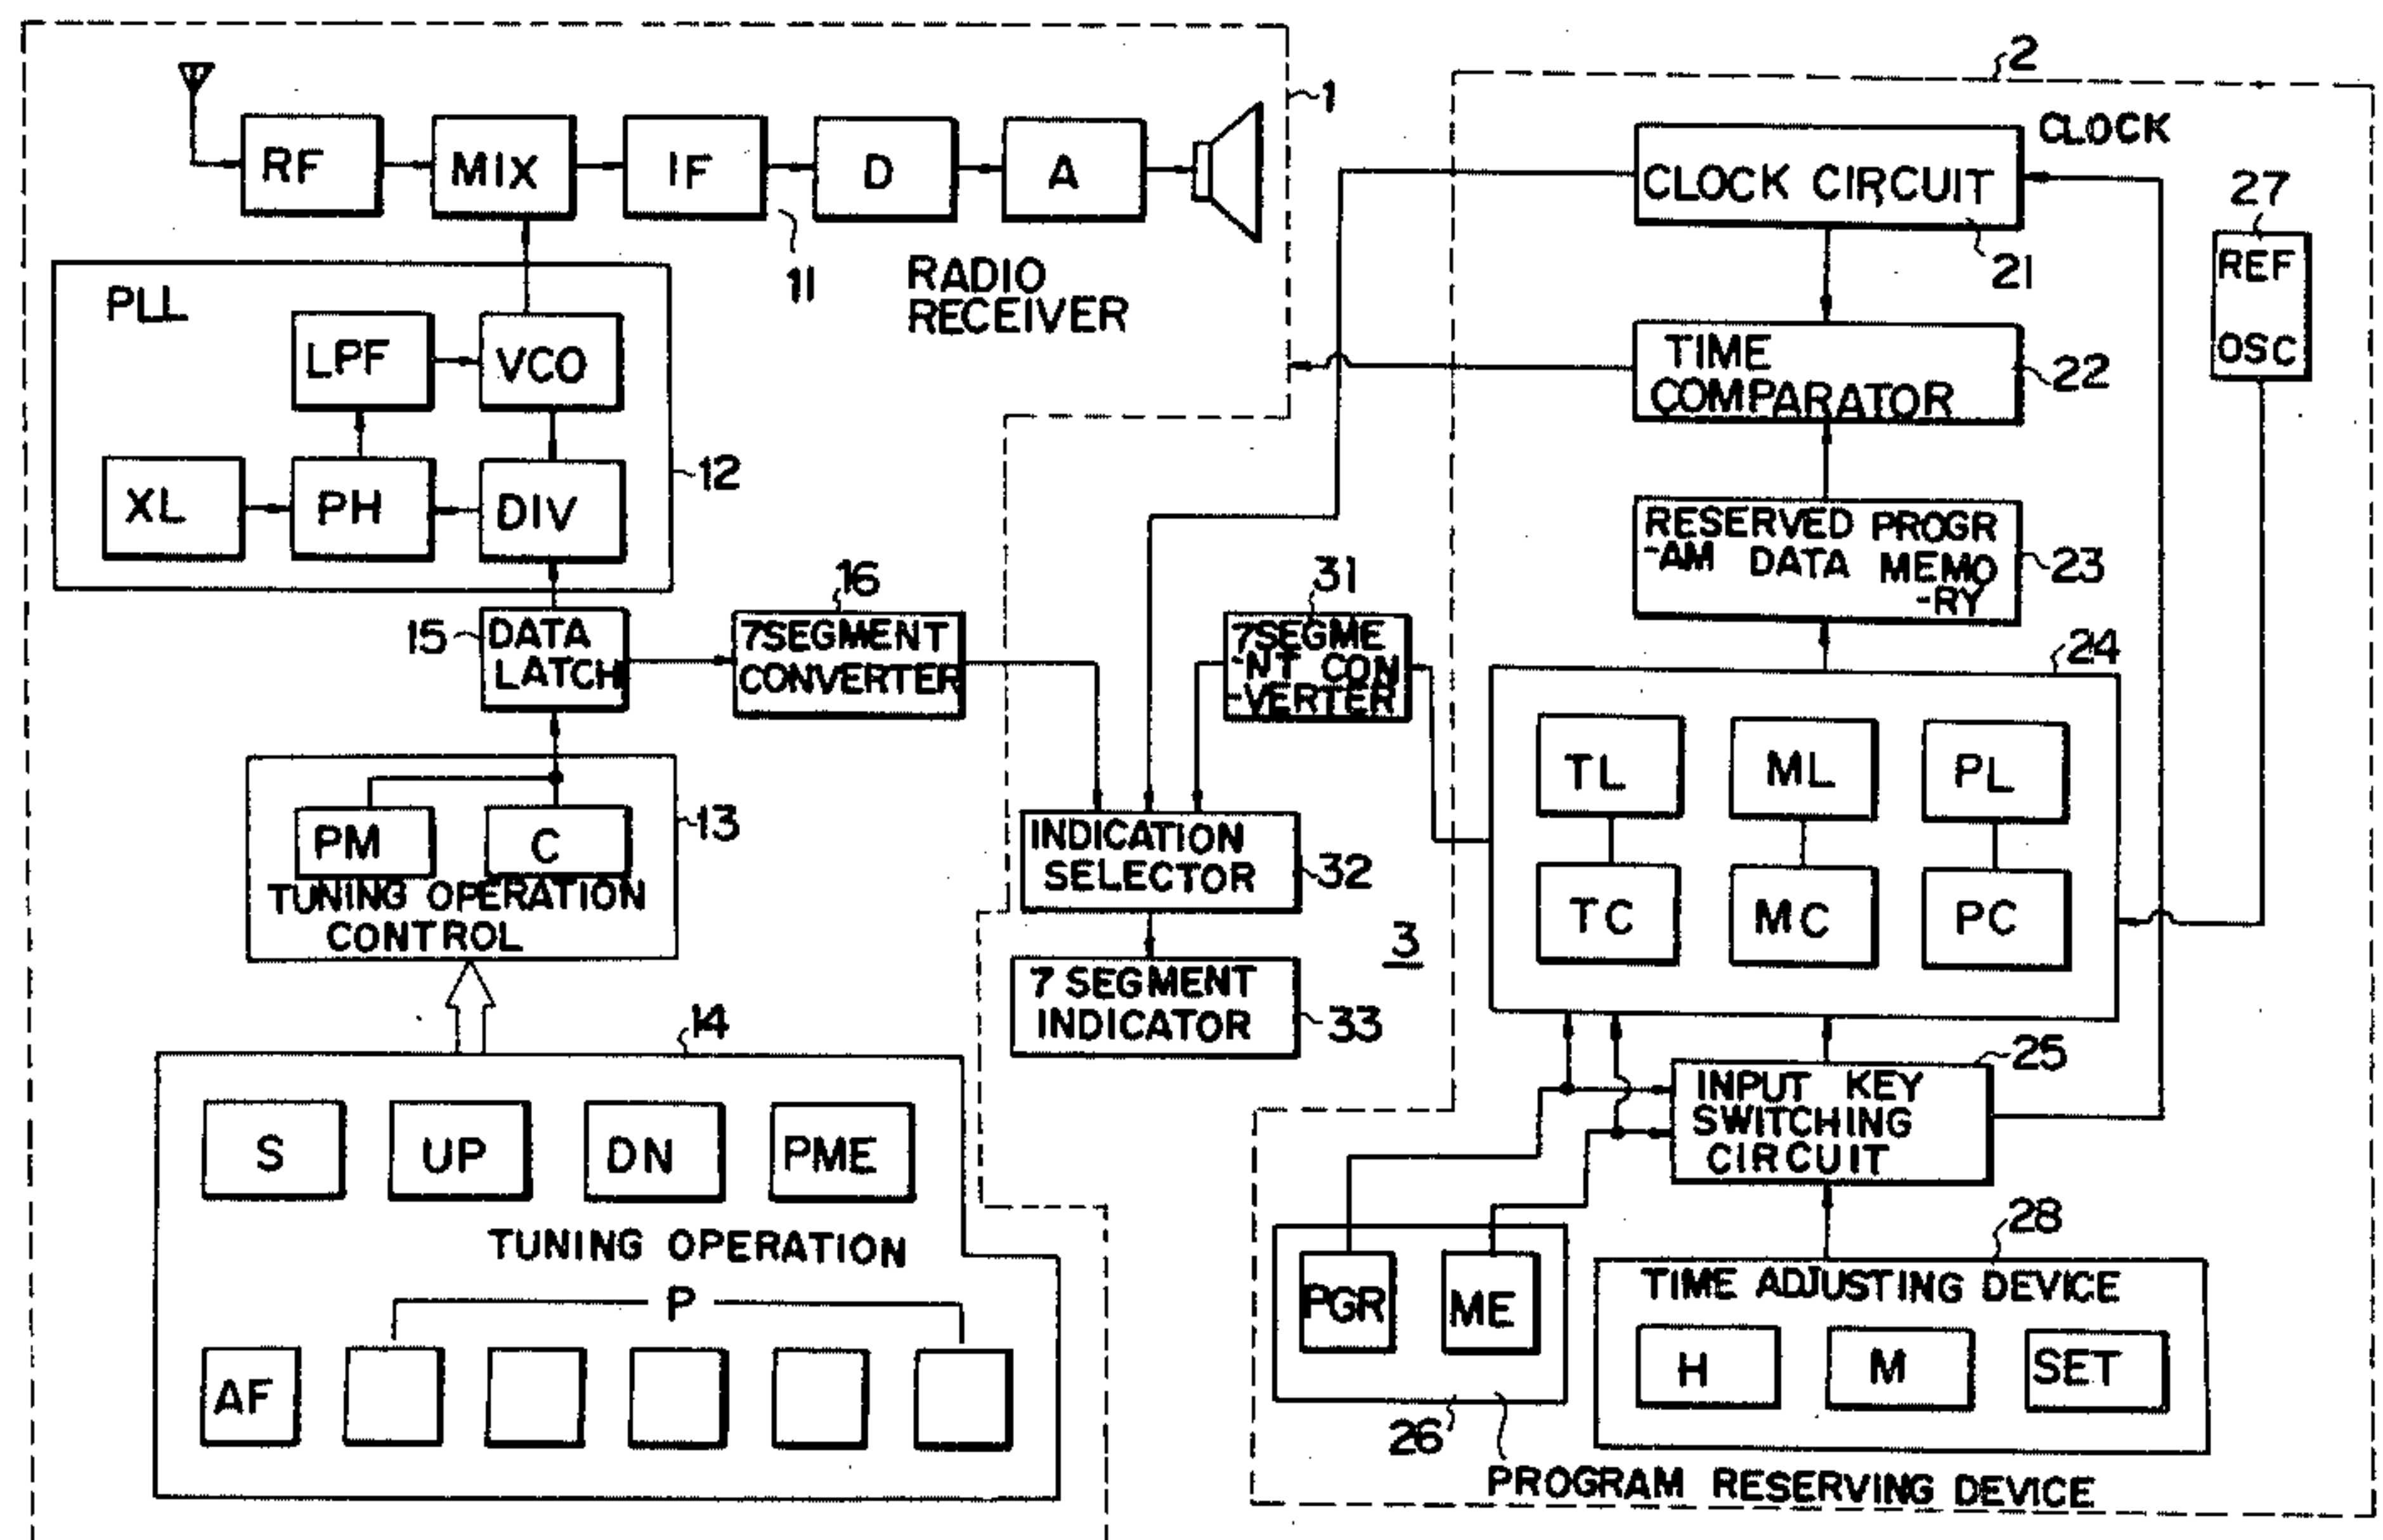 1
2
CLOCK
RF
MIX
IF
D
A
11
RADIO
RECEIVER
CLOCK CIRCUIT
21
27
REF
OSC
PLL
LPF
VCO
XL
PH
DIV
12
TIME
COMPARATOR
22
RESERVED PROGR
-AM DATA MEMO
-RY
23
15
DATA
LATCH
16
7SEGMENT
CONVERTER
31
7SEGME
-NT CON
-VERTER
24
TL
ML
PL
TC
MC
PC
PM
C
13
TUNING OPERATION
CONTROL
INDICATION
SELECTOR
32
3
7 SEGMENT
INDICATOR
33
14
S
UP
DN
PME
TUNING OPERATION
P
AF
25
INPUT KEY
SWITCHING
CIRCUIT
PGR
ME
26
28
TIME ADJUSTING DEVICE
H
M
SET
PROGRAM RESERVING DEVICE